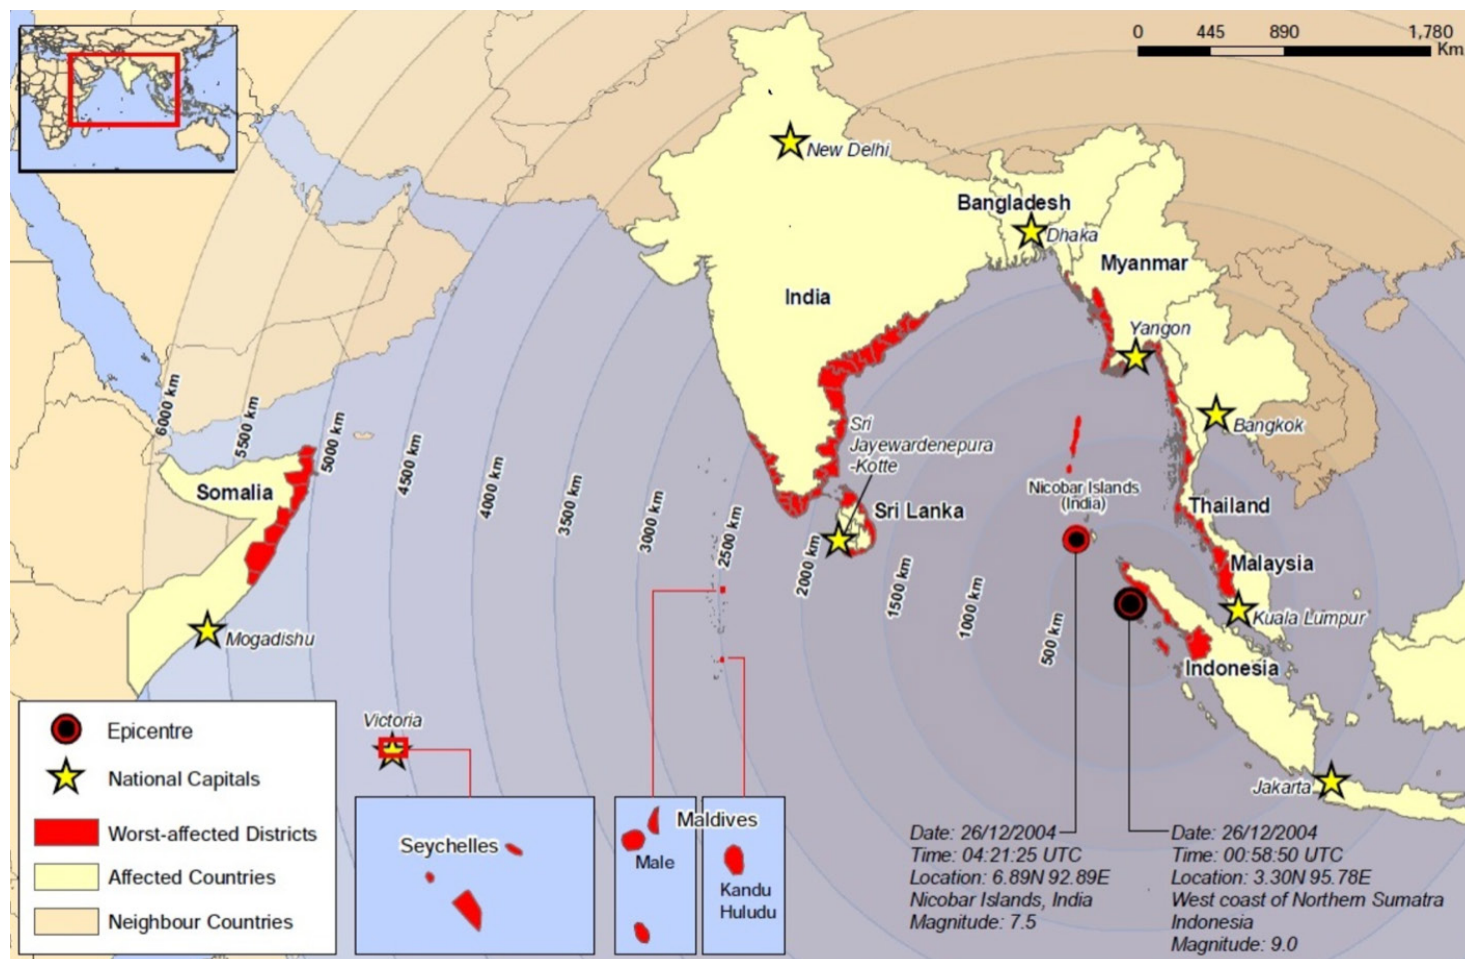 0 445 890 1,780
Km
New Delhi
Bangladesh
Dhaka
Myanmar
India
Yangon
6000 km
5500 km
5000 km
4500 km
4000 km
3500 km
3000 km
2500 km
2000 km
1500 km
1000 km
500 km
Sri
Jayewardenepura
-Kotte
Bangkok
Somalia
Nicobar Islands
(India)
Sri Lanka
Thailand
Malaysia
Mogadishu
Kuala Lumpur
Indonesia
Victoria
Jakarta
Epicentre
National Capitals
Worst-affected Districts
Affected Countries
Neighbour Countries
Seychelles
Maldives
Male
Kandu
Huludu
Date: 26/12/2004
Time: 04:21:25 UTC
Location: 6.89N 92.89E
Nicobar Islands, India
Magnitude: 7.5
Date: 26/12/2004
Time: 00:58:50 UTC
Location: 3.30N 95.78E
West coast of Northern Sumatra
Indonesia
Magnitude: 9.0